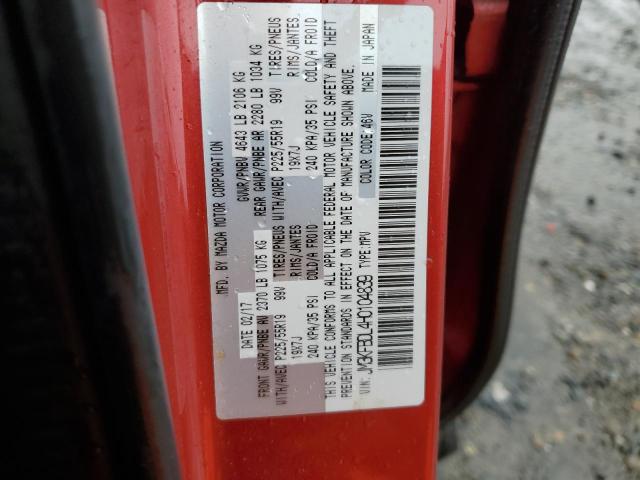 MFD. BY MAZDA MOTOR CORPORATION
DATE 02/17 GVWR/PNBV 4643 LB 2106 KG
FRONT GAWR/PNBE AV 2370 LB 1075 KG REAR GAWR/PNBE AR 2280 LB 1034 KG
WITH/AVEC P225/55R19 99V TIRES/PNEUS WITH/AVEC P225/55R19 99V TIRES/PNEUS
19X7J RIMS/JANTES 19X7J RIMS/JANTES.
240 KPA/35 PSI COLD/A FROID 240 KPA/35 PSI COLD/A FROID
THIS VEHICLE CONFORMS TO ALL APPLICABLE FEDERAL MOTOR VEHICLE SAFETY AND THEFT
PREVENTION STANDARDS IN EFFECT ON THE DATE OF MANUFACTURE SHOWN ABOVE.
MADE IN JAPAN
VIN: JM3KFBDL4H0104839 TYPE:MPV COLOR CODE:46V